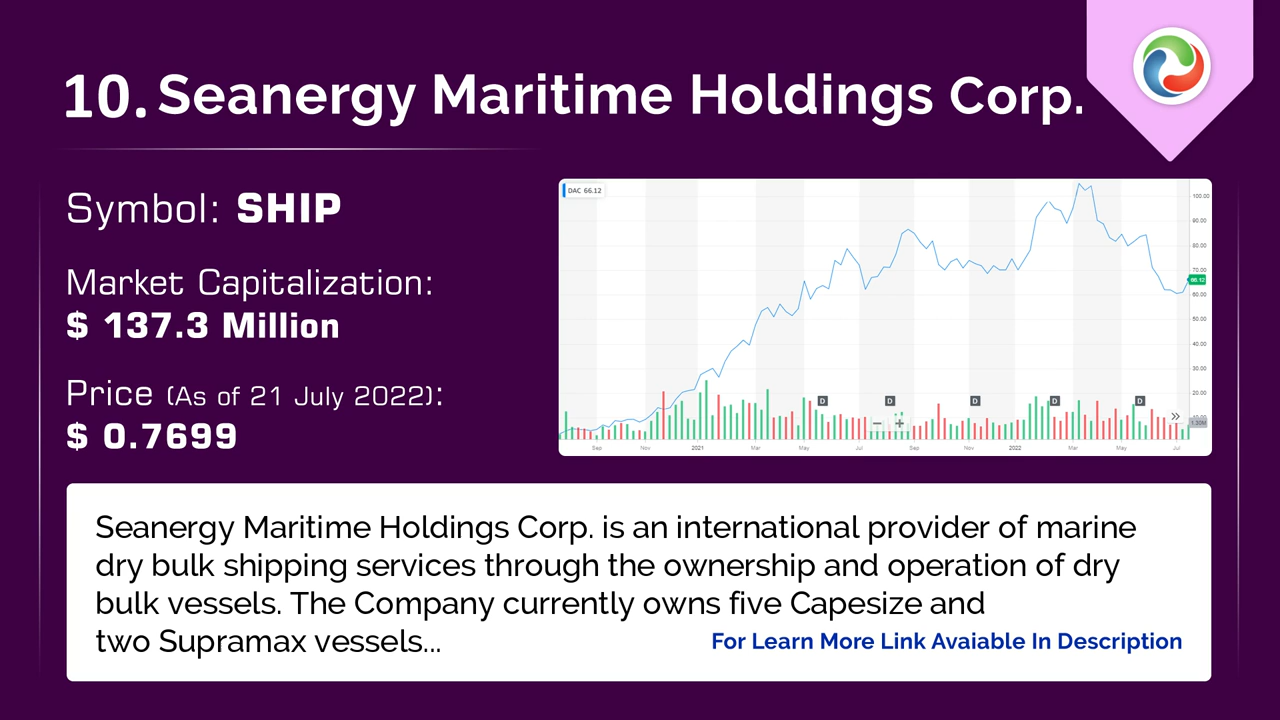 10. Seanergy Maritime Holdings Corp.
Symbol: SHIP
Market Capitalization:
$ 137.3 Million
Price (As of 21 July 2022):
$ 0.7699
DAC 66.12
100.00
90.00
80.00
70.00
66.12
60.00
50.00
40.00
30.00
20.00
10.00
1.30M
D D D D D
Sep Nov 2021 Mar May Jul Sep Nov 2022 Mar May Jul
Seanergy Maritime Holdings Corp. is an international provider of marine
dry bulk shipping services through the ownership and operation of dry
bulk vessels. The Company currently owns five Capesize and
two Supramax vessels...
For Learn More Link Avaiable In Description